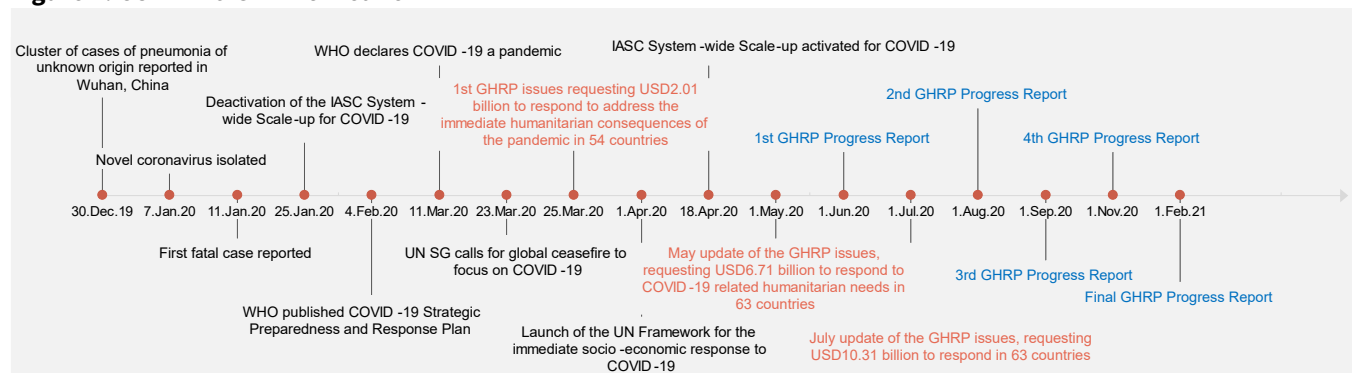 Cluster of cases of pneumonia of
unknown origin reported in
Wuhan, China
WHO declares COVID -19 a pandemic
IASC System -wide Scale-up activated for COVID -19
Deactivation of the IASC System -
wide Scale-up for COVID -19
1st GHRP issues requesting USD2.01
billion to respond to address the
immediate humanitarian consequences of
the pandemic in 54 countries
2nd GHRP Progress Report
1st GHRP Progress Report
4th GHRP Progress Report
Novel coronavirus isolated
30.Dec.19 7.Jan.20 11.Jan.20 25.Jan.20 4.Feb.20 11.Mar.20 23.Mar.20 25.Mar.20 1.Apr.20 18.Apr.20 1.May.20 1.Jun.20 1.Jul.20 1.Aug.20 1.Sep.20 1.Nov.20 1.Feb.21
First fatal case reported
UN SG calls for global ceasefire to
focus on COVID -19
May update of the GHRP issues,
requesting USD6.71 billion to respond to
COVID -19 related humanitarian needs in
63 countries
3rd GHRP Progress Report
Final GHRP Progress Report
WHO published COVID -19 Strategic
Preparedness and Response Plan
Launch of the UN Framework for the
immediate socio -economic response to
COVID -19
July update of the GHRP issues, requesting
USD10.31 billion to respond in 63 countries